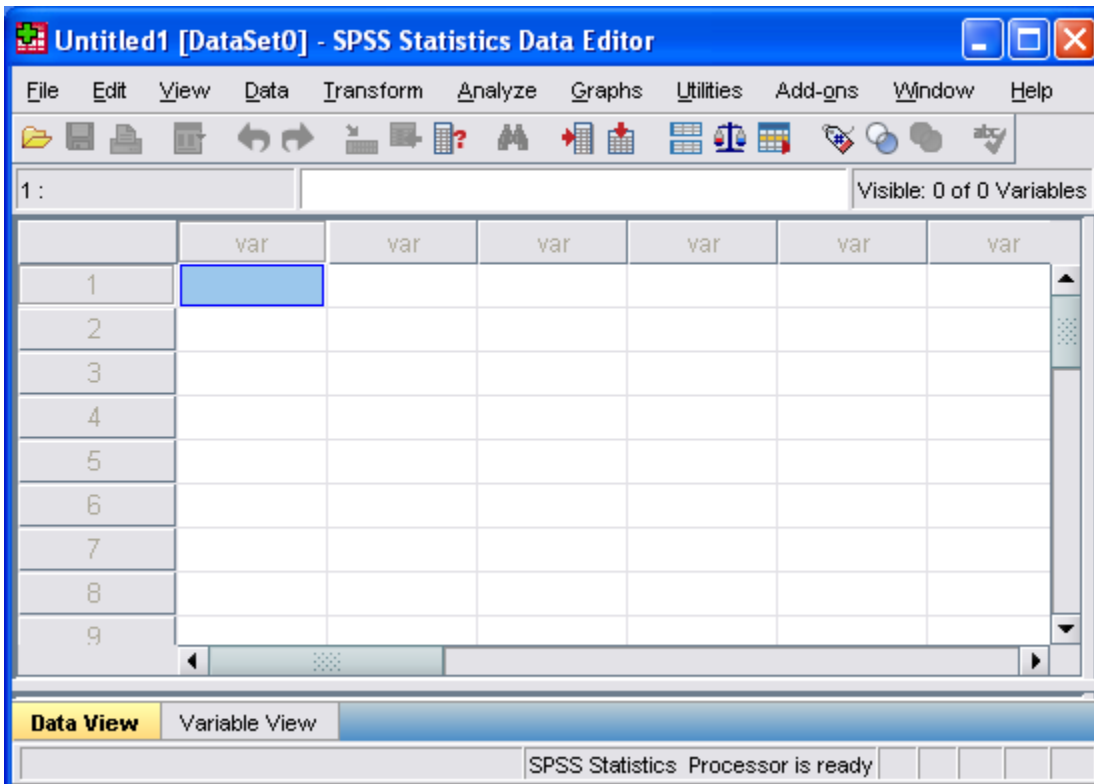 Untitled1 [DataSet0] - SPSS Statistics Data Editor
File Edit View Data Transform Analyze Graphs Utilities Add-ons Window Help
1 :
Visible: 0 of 0 Variables
var var var var var var
1
2
3
4
5
6
7
8
9
Data View Variable View
SPSS Statistics Processor is ready